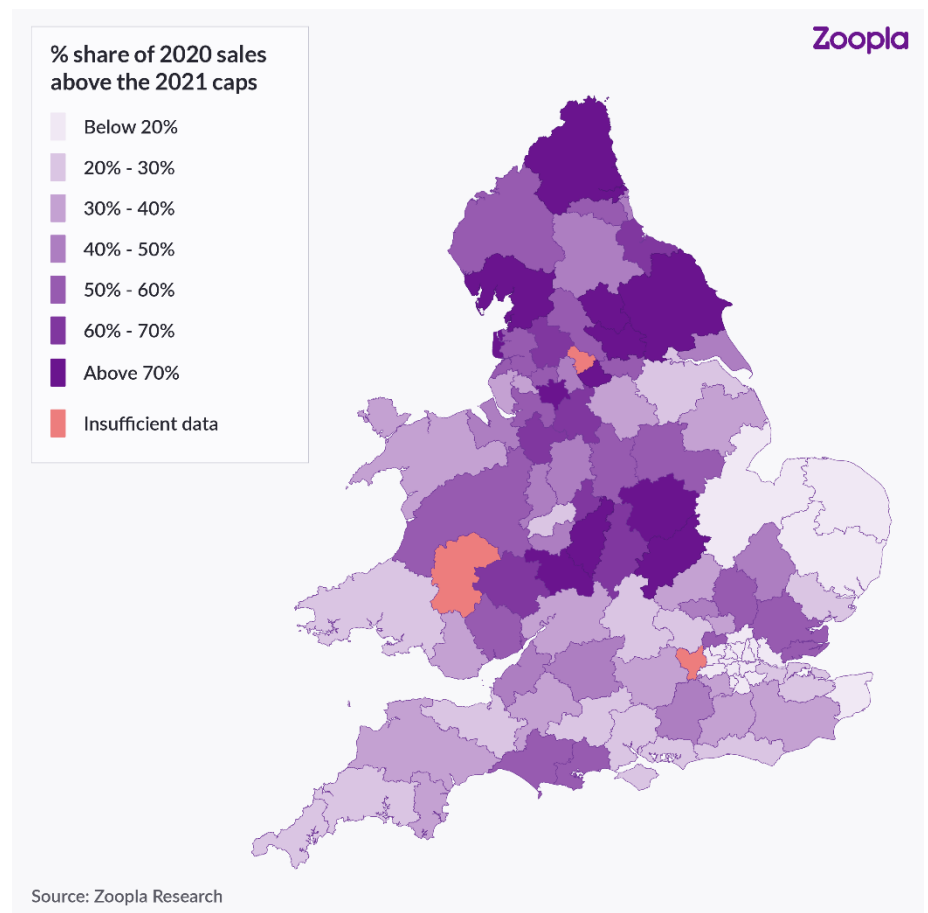 Zoopla
% share of 2020 sales
above the 2021 caps
Below 20%
20% - 30%
30% - 40%
40% - 50%
50% - 60%
60% - 70%
Above 70%
Insufficient data
Source: Zoopla Research